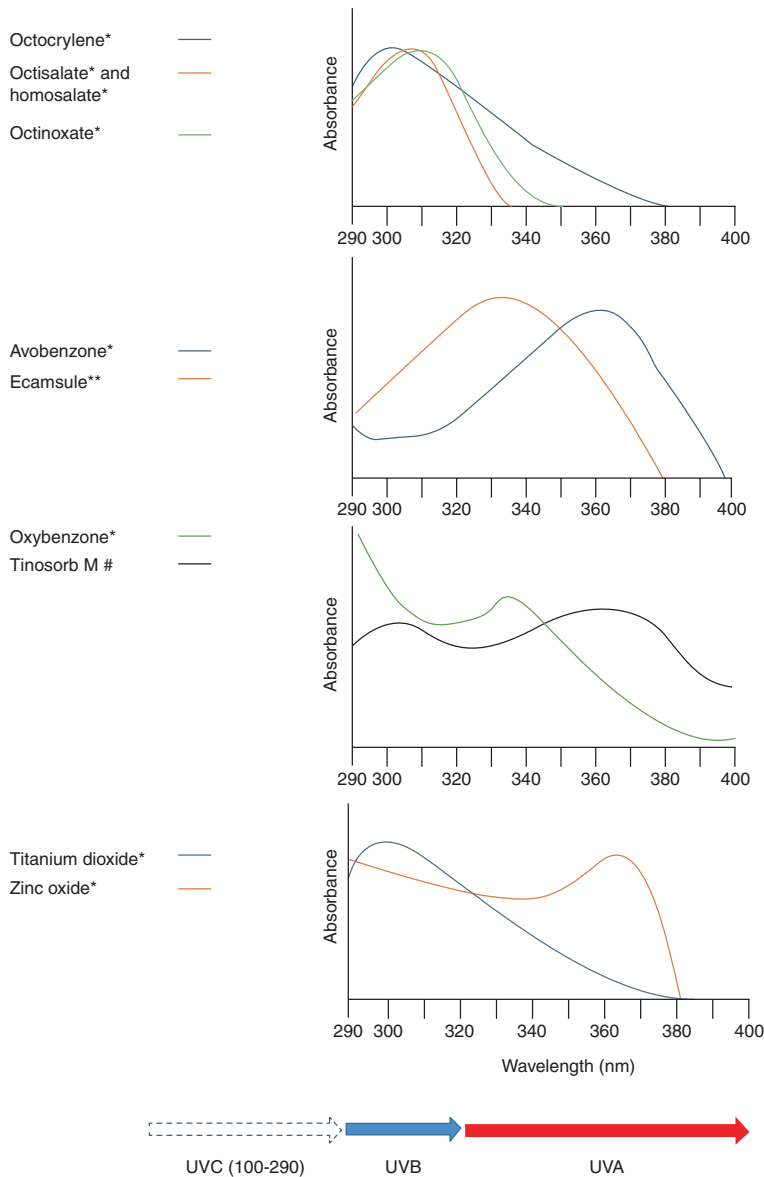 Octocrylene*
Octisalate* and
homosalate*
Octinoxate*
Absorbance
290 300 320 340 360 380 400
Avobenzone*
Ecamsule**
Absorbance
290 300 320 340 360 380 400
Oxybenzone*
Tinosorb M #
Absorbance
290 300 320 340 360 380 400
Titanium dioxide*
Zinc oxide*
Absorbance
290 300 320 340 360 380 400
Wavelength (nm)
UVC (100-290) UVB UVA